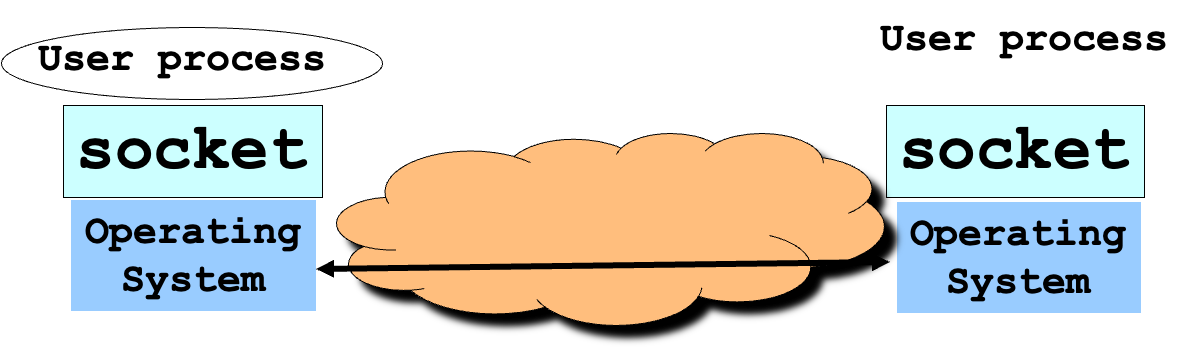 User process
socket
Operating
System
User process
socket
Operating
System